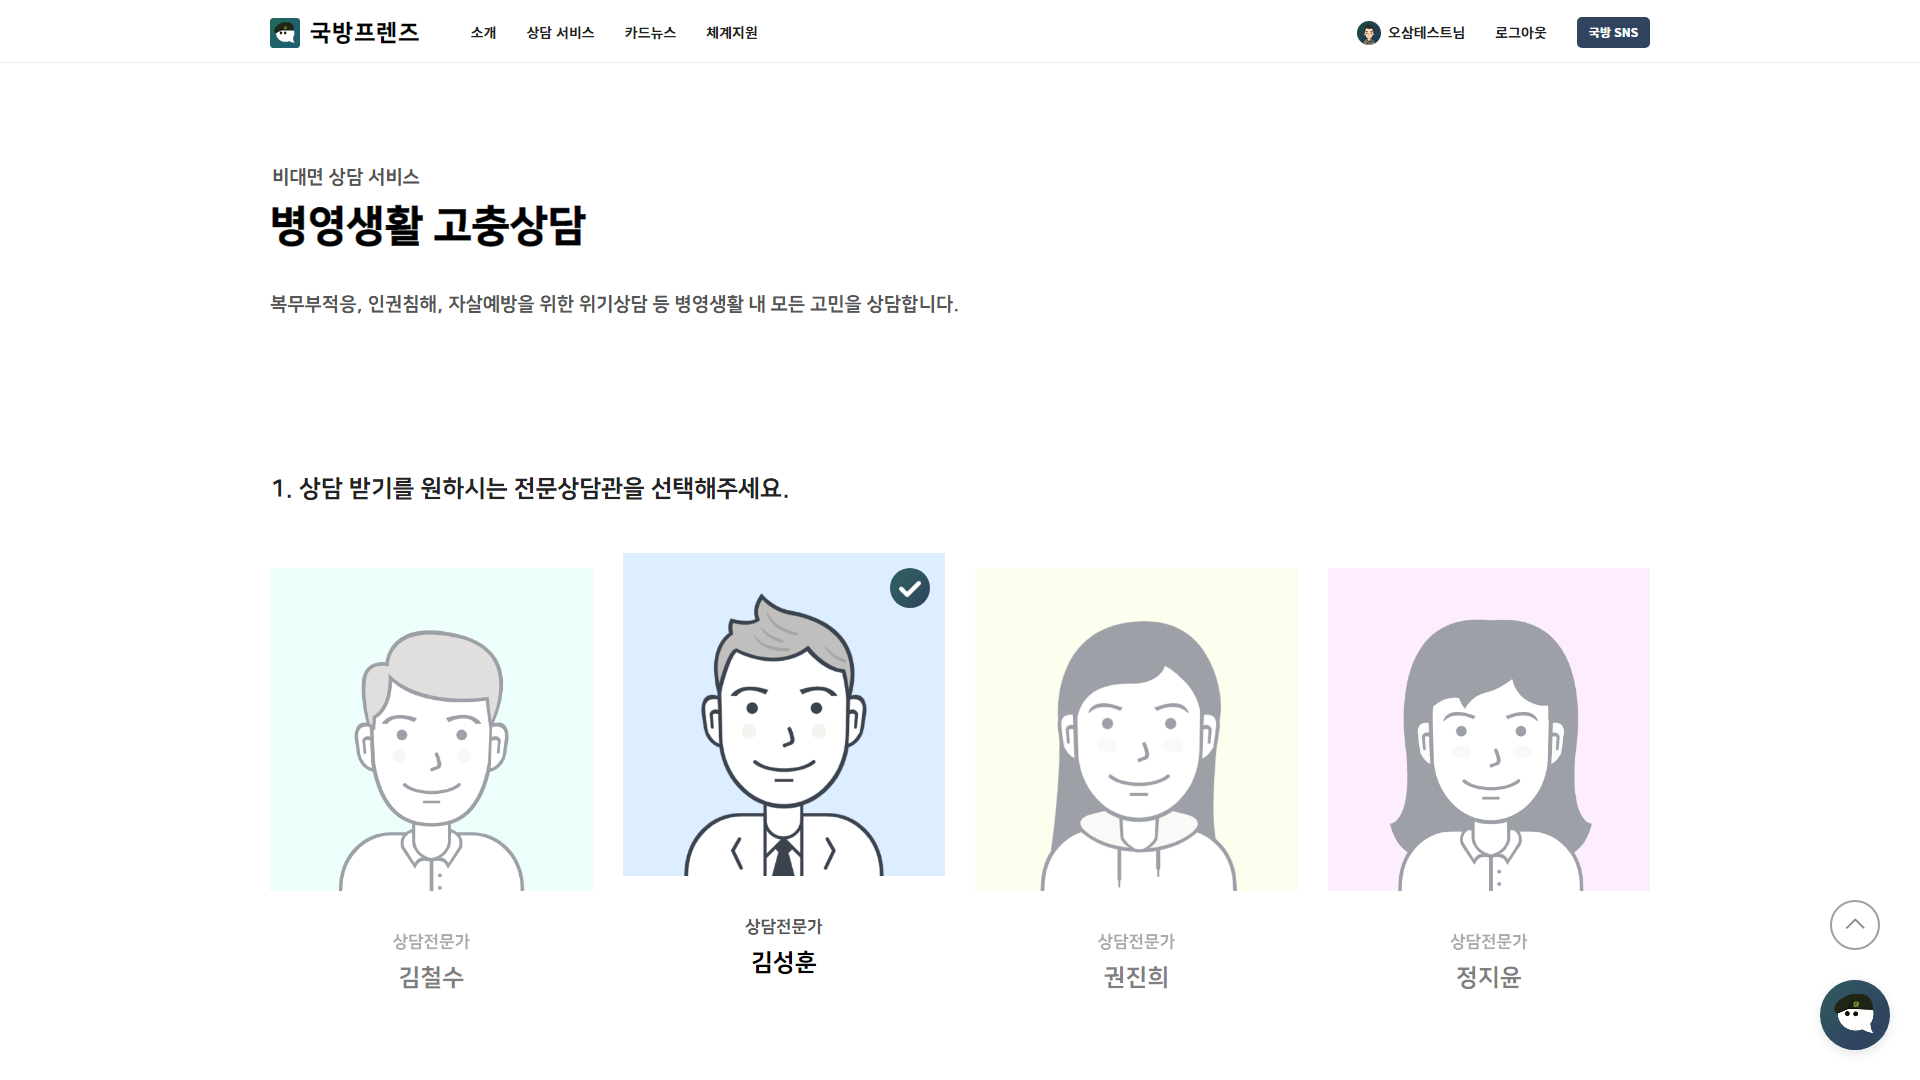 국방프렌즈
소개
상담 서비스
카드뉴스
체계지원
오삼테스트님
로그아웃
국방 SNS
비대면 상담 서비스
병영생활 고충상담
복무부적응, 인권침해, 자살예방을 위한 위기상담 등 병영생활 내 모든 고민을 상담합니다.
1. 상담 받기를 원하시는 전문상담관을 선택해주세요.
상담전문가
김철수
상담전문가
김성훈
상담전문가
권진희
상담전문가
정지윤